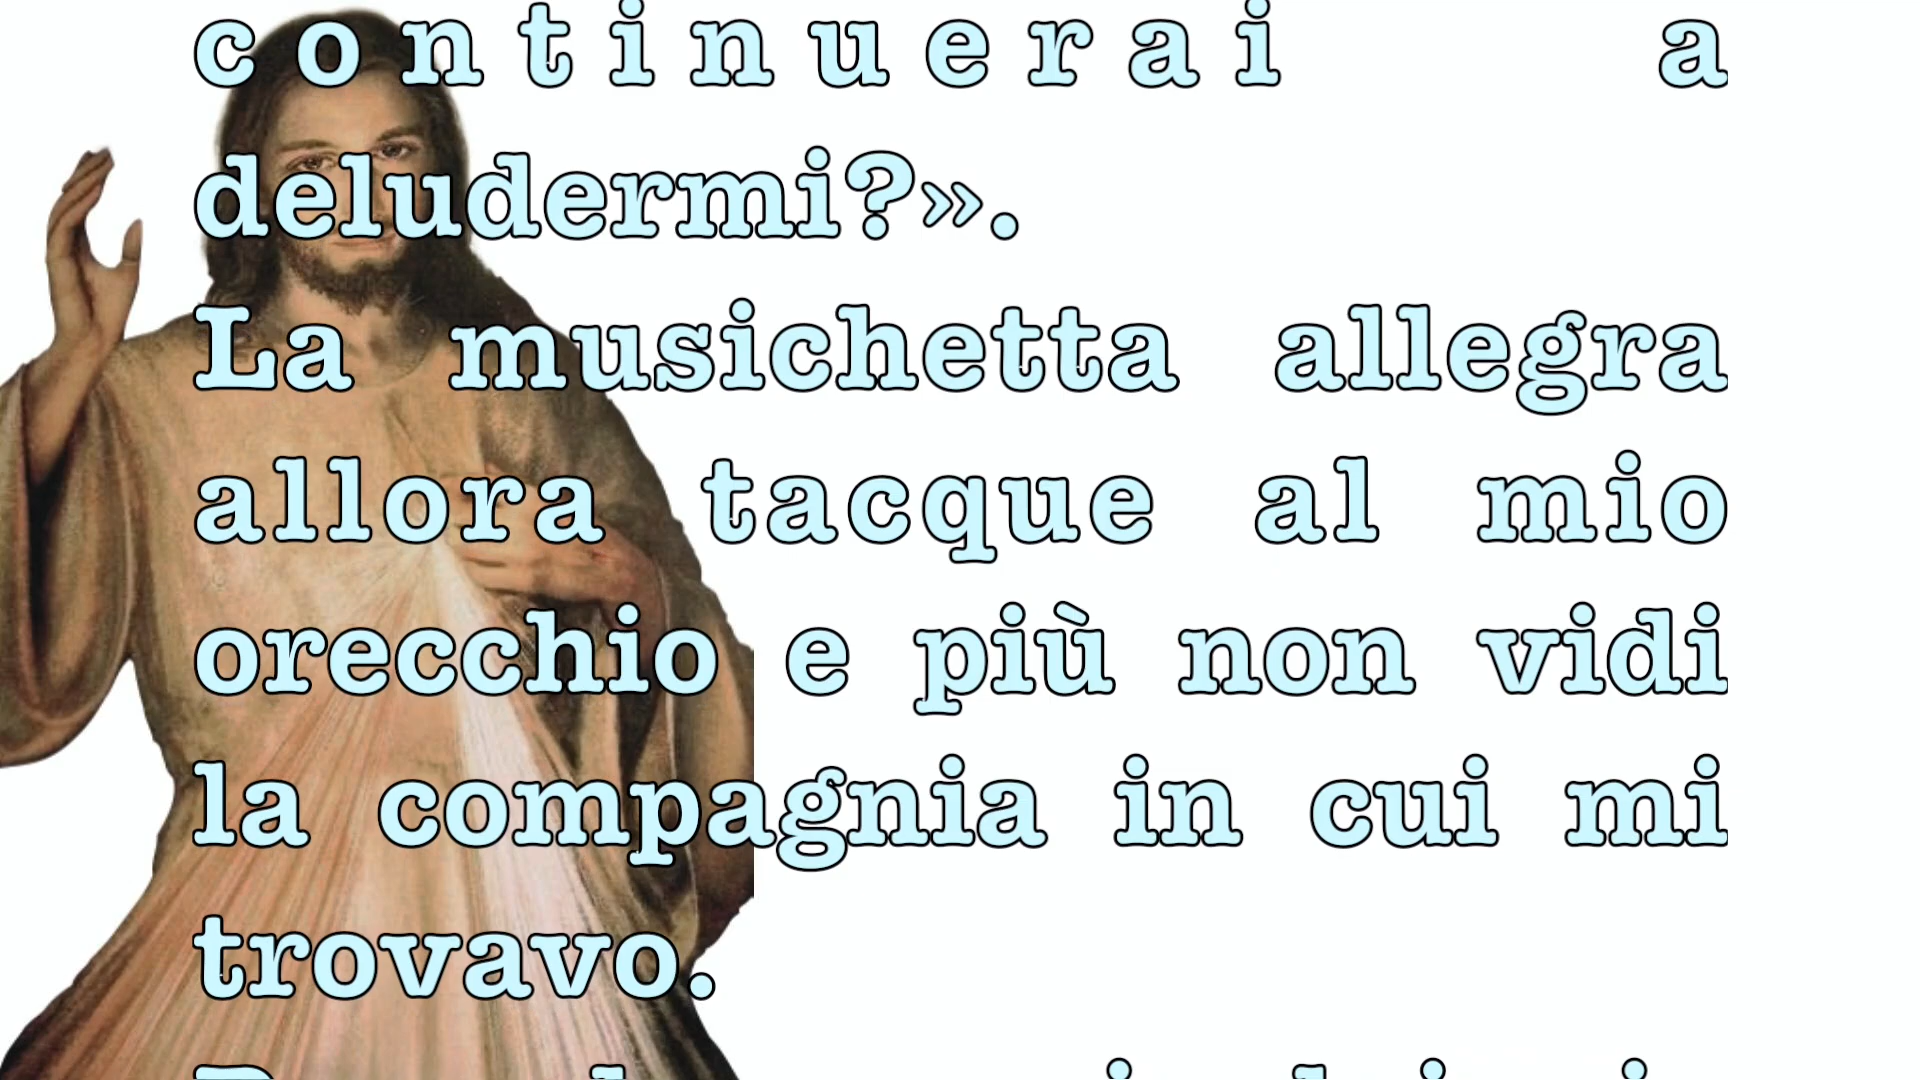 continuerai a
deludermi?».
La musichetta allegra
allora tacque al mio
orecchio e più non vidi
la compagnia in cui mi
trovavo.